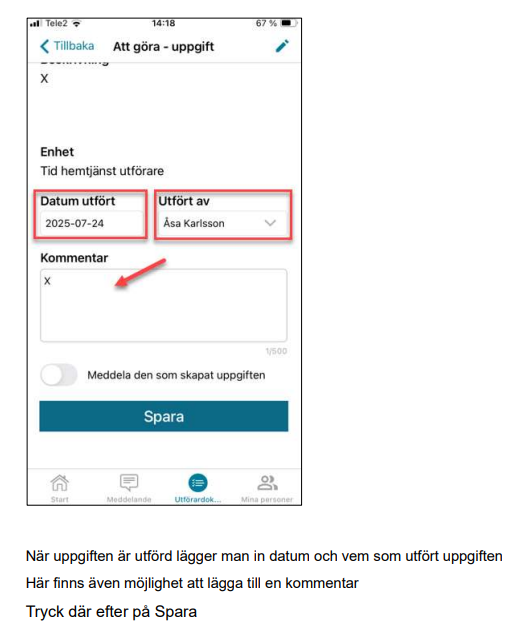 Tele2 14:18 67 %
Tillbaka Att göra - uppgift
X
Enhet
Tid hemtjänst utförare
Datum utfört Utfört av
2025-07-24 Åsa Karlsson
Kommentar
X
1/500
Meddela den som skapat uppgiften
Spara
Start Meddelande Utförardok... Mina personer
När uppgiften är utförd lägger man in datum och vem som utfört uppgiften
Här finns även möjlighet att lägga till en kommentar
Tryck där efter på Spara